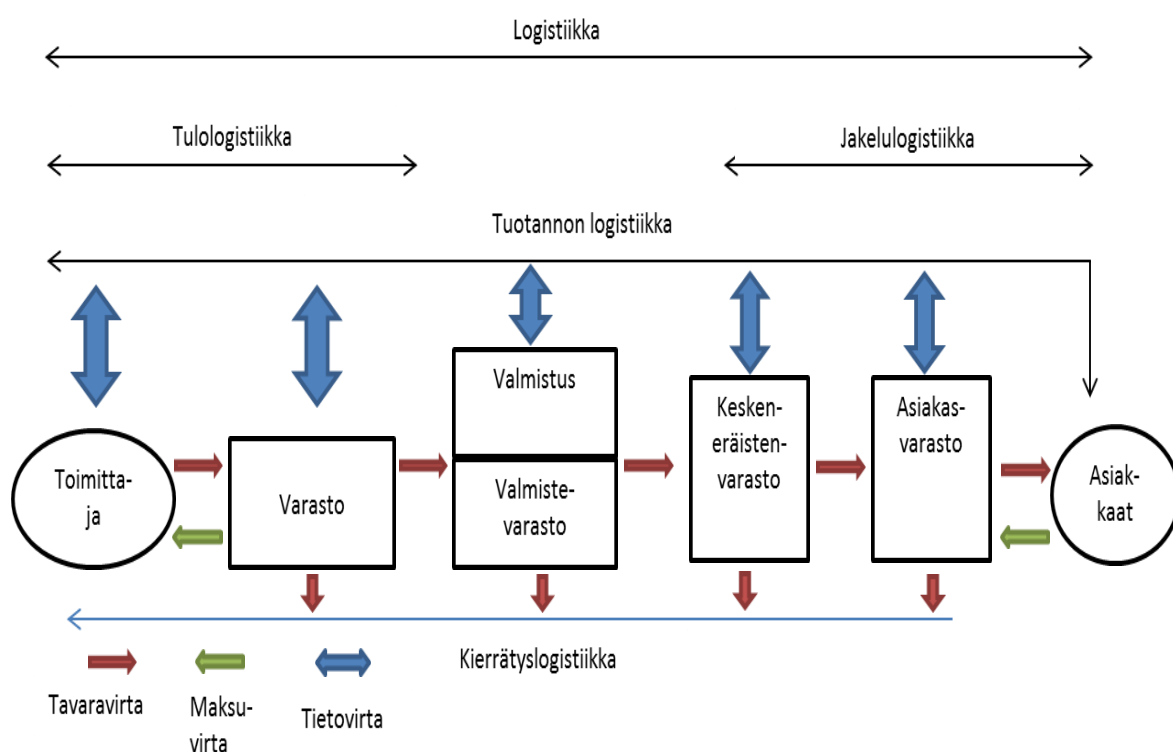 Logistiikka
Tulologistiikka
Jakelulogistiikka
Tuotannon logistiikka
Toimitta-
ja
Varasto
Valmistus
Valmiste-
varasto
Kesken-
eräisten-
varasto
Asiakas-
varasto
Asiak-
kaat
Kierrätyslogistiikka
Tavaravirta
Maksu-
virta
Tietovirta